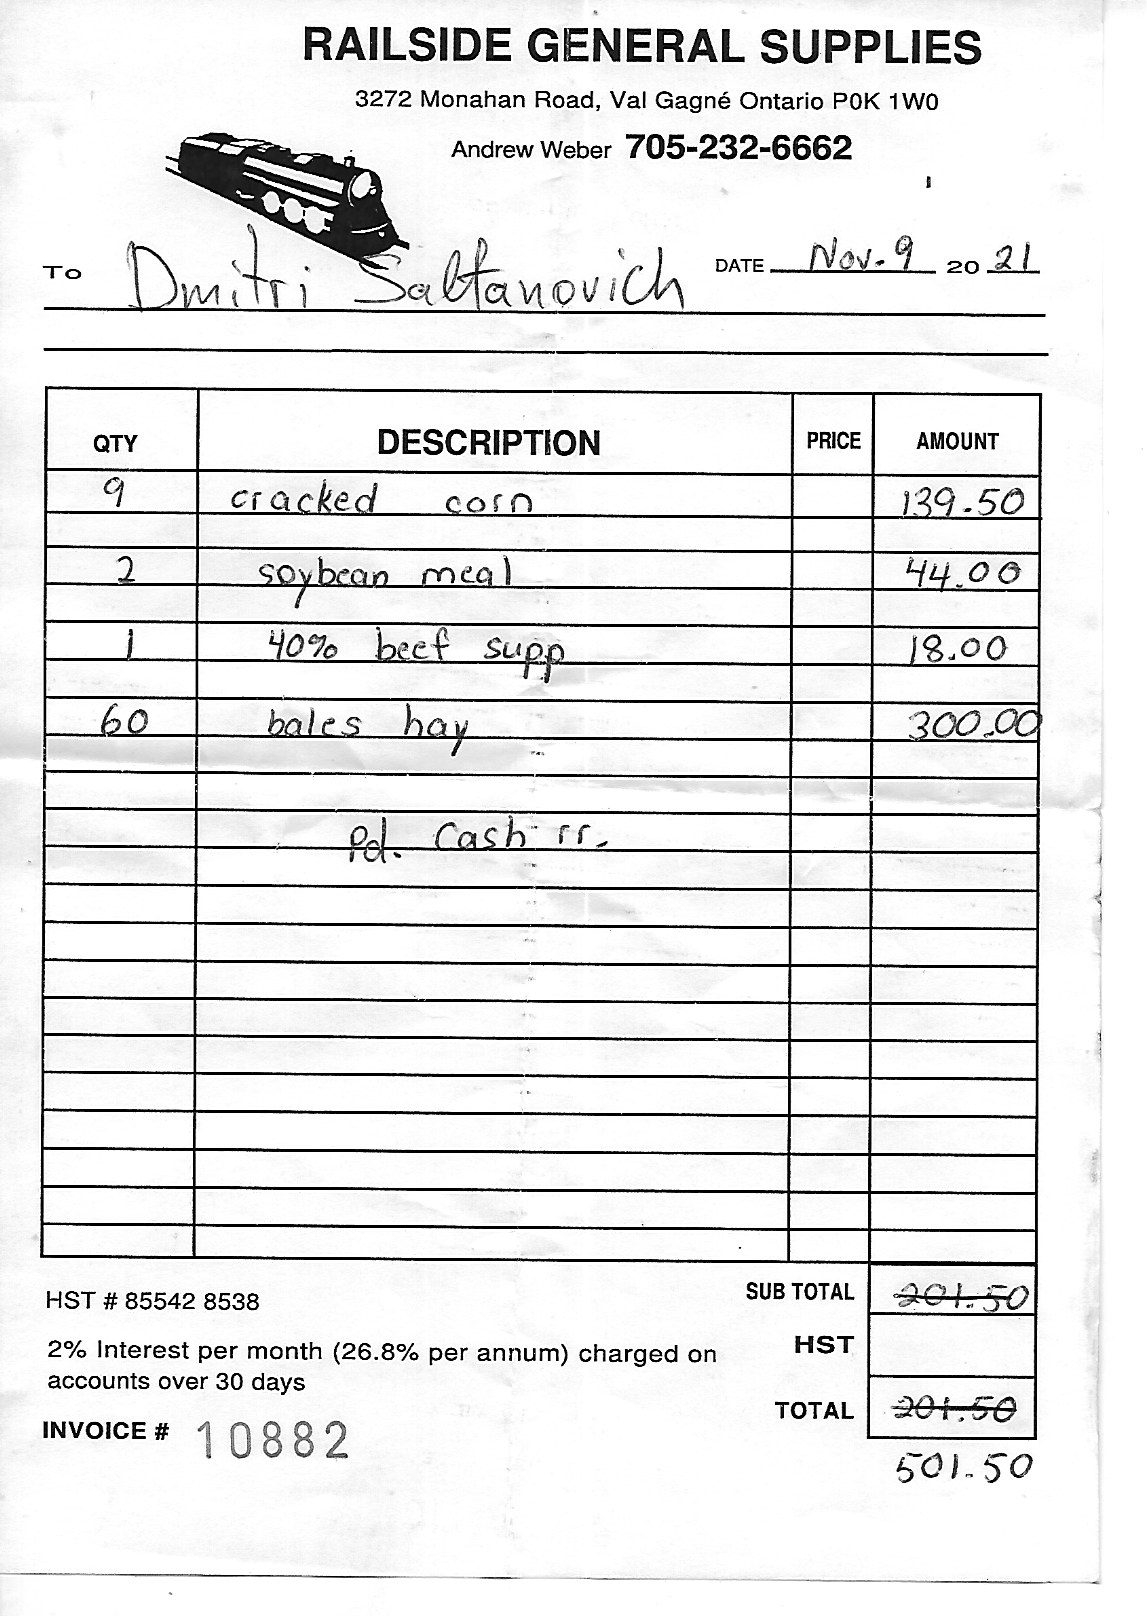 RAILSIDE GENERAL SUPPLIES
3272 Monahan Road, Val Gagné Ontario P0K 1W0
Andrew Weber 705-232-6662
TO Dmitri Saltanovich DATE Nov. 9 20 21
QTY DESCRIPTION PRICE AMOUNT
9 cracked corn 139.50
2 soybean meal 44.00
1 40% beef supp 18.00
60 bales hay 300.00
Pd. Cash rr.
HST # 85542 8538 SUB TOTAL 201.50
2% Interest per month (26.8% per annum) charged on HST
accounts over 30 days
INVOICE # 10882 TOTAL 201.50
501.50